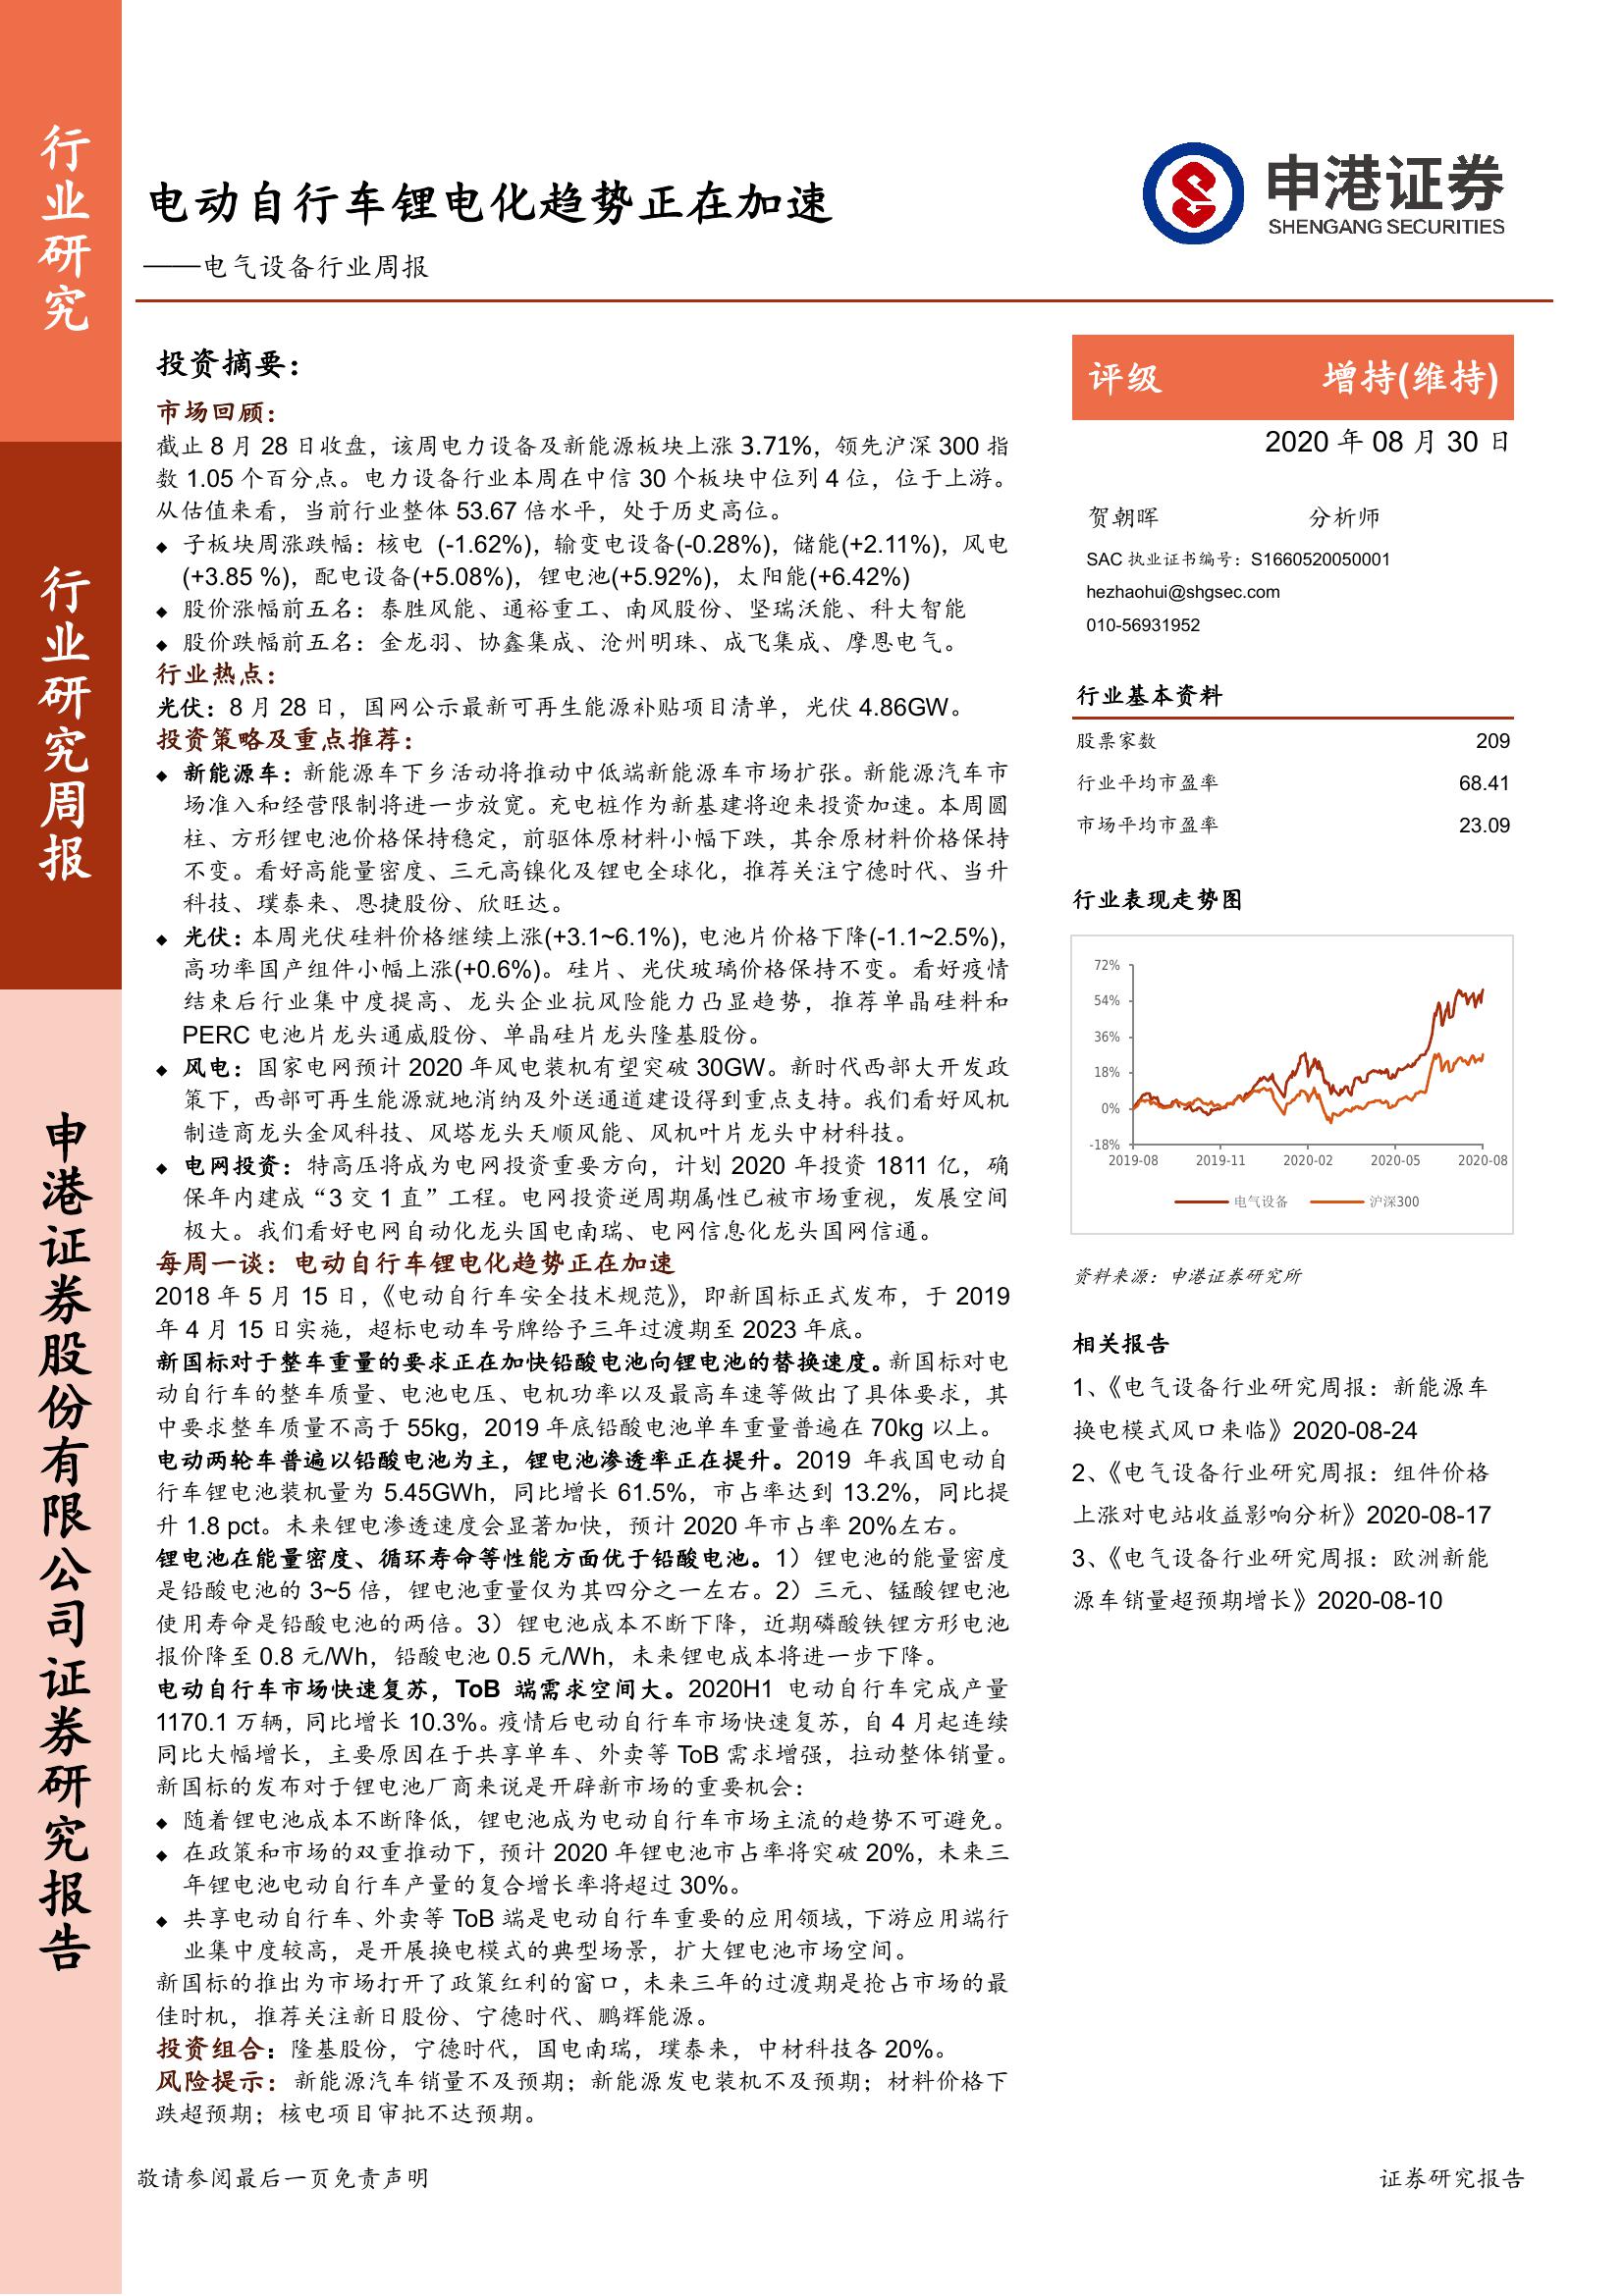 行业研究
行业研究周报
申港证券股份有限公司证券研究报告
电动自行车锂电化趋势正在加速
——电气设备行业周报
申港证券
SHENGANG SECURITIES
投资摘要：
市场回顾：
截止 8 月 28 日收盘，该周电力设备及新能源板块上涨 3.71%，领先沪深 300 指
数 1.05 个百分点。电力设备行业本周在中信 30 个板块中位列 4 位，位于上游。
从估值来看，当前行业整体 53.67 倍水平，处于历史高位。
◆ 子板块周涨跌幅：核电 (-1.62%)，输变电设备(-0.28%)，储能(+2.11%)，风电
(+3.85 %)，配电设备(+5.08%)，锂电池(+5.92%)，太阳能(+6.42%)
◆ 股价涨幅前五名：泰胜风能、通裕重工、南风股份、坚瑞沃能、科大智能
◆ 股价跌幅前五名：金龙羽、协鑫集成、沧州明珠、成飞集成、摩恩电气。
行业热点：
光伏：8 月 28 日，国网公示最新可再生能源补贴项目清单，光伏 4.86GW。
投资策略及重点推荐：
◆ 新能源车：新能源车下乡活动将推动中低端新能源车市场扩张。新能源汽车市
场准入和经营限制将进一步放宽。充电桩作为新基建将迎来投资加速。本周圆
柱、方形锂电池价格保持稳定，前驱体原材料小幅下跌，其余原材料价格保持
不变。看好高能量密度、三元高镍化及锂电全球化，推荐关注宁德时代、当升
科技、璞泰来、恩捷股份、欣旺达。
◆ 光伏：本周光伏硅料价格继续上涨(+3.1~6.1%)，电池片价格下降(-1.1~2.5%)，
高功率国产组件小幅上涨(+0.6%)。硅片、光伏玻璃价格保持不变。看好疫情
结束后行业集中度提高、龙头企业抗风险能力凸显趋势，推荐单晶硅料和
PERC 电池片龙头通威股份、单晶硅片龙头隆基股份。
◆ 风电：国家电网预计 2020 年风电装机有望突破 30GW。新时代西部大开发政
策下，西部可再生能源就地消纳及外送通道建设得到重点支持。我们看好风机
制造商龙头金风科技、风塔龙头天顺风能、风机叶片龙头中材科技。
◆ 电网投资：特高压将成为电网投资重要方向，计划 2020 年投资 1811 亿，确
保年内建成“3 交 1 直”工程。电网投资逆周期属性已被市场重视，发展空间
极大。我们看好电网自动化龙头国电南瑞、电网信息化龙头国网信通。
每周一谈：电动自行车锂电化趋势正在加速
2018 年 5 月 15 日，《电动自行车安全技术规范》，即新国标正式发布，于 2019
年 4 月 15 日实施，超标电动车号牌给予三年过渡期至 2023 年底。
新国标对于整车重量的要求正在加快铅酸电池向锂电池的替换速度。新国标对电
动自行车的整车质量、电池电压、电机功率以及最高车速等做出了具体要求，其
中要求整车质量不高于 55kg，2019 年底铅酸电池单车重量普遍在 70kg 以上。
电动两轮车普遍以铅酸电池为主，锂电池渗透率正在提升。2019 年我国电动自
行车锂电池装机量为 5.45GWh，同比增长 61.5%，市占率达到 13.2%，同比提
升 1.8 pct。未来锂电渗透速度会显著加快，预计 2020 年市占率 20%左右。
锂电池在能量密度、循环寿命等性能方面优于铅酸电池。1）锂电池的能量密度
是铅酸电池的 3~5 倍，锂电池重量仅为其四分之一左右。2）三元、锰酸锂电池
使用寿命是铅酸电池的两倍。3）锂电池成本不断下降，近期磷酸铁锂方形电池
报价降至 0.8 元/Wh，铅酸电池 0.5 元/Wh，未来锂电成本将进一步下降。
电动自行车市场快速复苏，ToB 端需求空间大。2020H1 电动自行车完成产量
1170.1 万辆，同比增长 10.3%。疫情后电动自行车市场快速复苏，自 4 月起连续
同比大幅增长，主要原因在于共享单车、外卖等 ToB 需求增强，拉动整体销量。
新国标的发布对于锂电池厂商来说是开辟新市场的重要机会：
◆ 随着锂电池成本不断降低，锂电池成为电动自行车市场主流的趋势不可避免。
◆ 在政策和市场的双重推动下，预计 2020 年锂电池市占率将突破 20%，未来三
年锂电池电动自行车产量的复合增长率将超过 30%。
◆ 共享电动自行车、外卖等 ToB 端是电动自行车重要的应用领域，下游应用端行
业集中度较高，是开展换电模式的典型场景，扩大锂电池市场空间。
新国标的推出为市场打开了政策红利的窗口，未来三年的过渡期是抢占市场的最
佳时机，推荐关注新日股份、宁德时代、鹏辉能源。
投资组合：隆基股份，宁德时代，国电南瑞，璞泰来，中材科技各 20%。
风险提示：新能源汽车销量不及预期；新能源发电装机不及预期；材料价格下
跌超预期；核电项目审批不达预期。
评级 增持(维持)
2020 年 08 月 30 日
贺朝晖 分析师
SAC 执业证书编号：S1660520050001
hezhaohui@shgsec.com
010-56931952
行业基本资料
股票家数 209
行业平均市盈率 68.41
市场平均市盈率 23.09
行业表现走势图
72%
54%
36%
18%
0%
-18%
2019-08 2019-11 2020-02 2020-05 2020-08
电气设备 沪深300
资料来源：申港证券研究所
相关报告
1、《电气设备行业研究周报：新能源车
换电模式风口来临》2020-08-24
2、《电气设备行业研究周报：组件价格
上涨对电站收益影响分析》2020-08-17
3、《电气设备行业研究周报：欧洲新能
源车销量超预期增长》2020-08-10
敬请参阅最后一页免责声明 证券研究报告